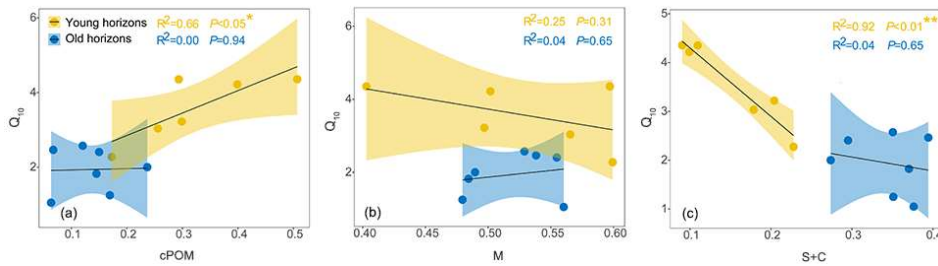 Young horizons R²=0.66 P<0.05*
Old horizons R²=0.00 P=0.94
Q₁₀
6
4
2
(a)
0.1 0.2 0.3 0.4 0.5
cPOM
R²=0.25 P=0.31
R²=0.04 P=0.65
Q₁₀
6
4
2
(b)
0.40 0.45 0.50 0.55 0.60
M
R²=0.92 P<0.01**
R²=0.04 P=0.65
Q₁₀
5
4
3
2
1
(c)
0.1 0.2 0.3 0.4
S+C